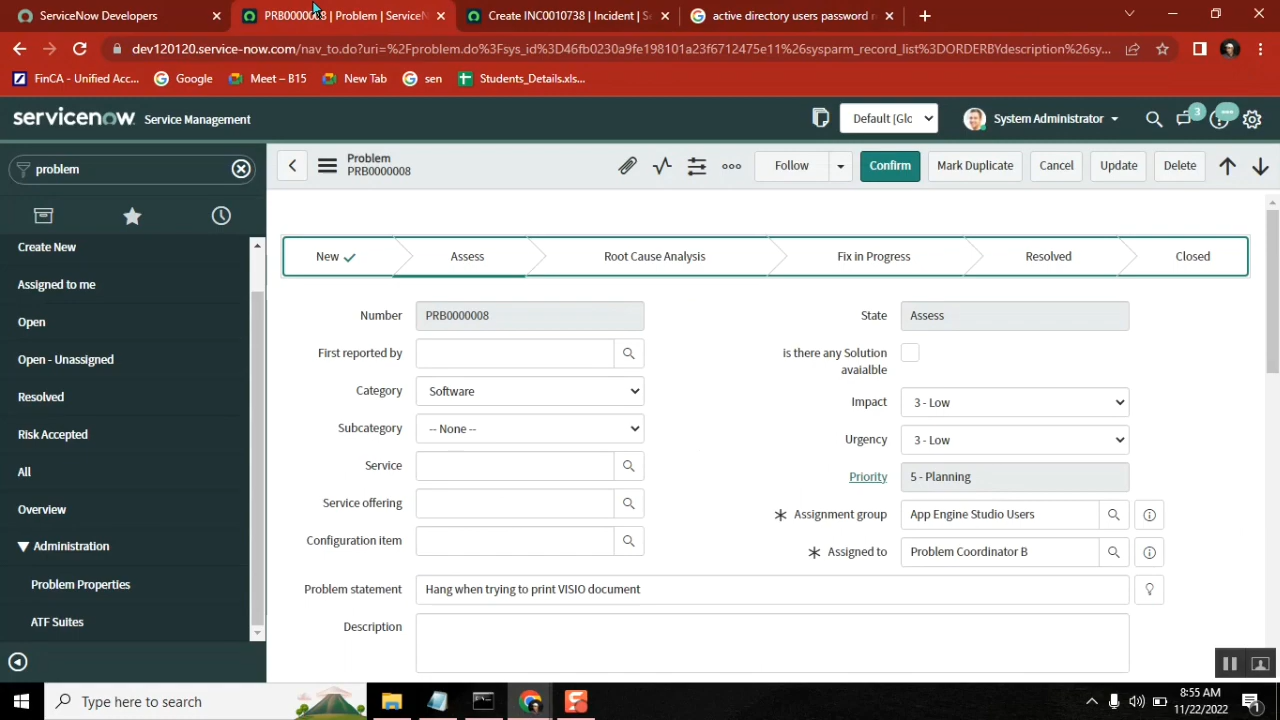 ServiceNow Developers
PRB0000008 | Problem | Service
Create INC0010738 | Incident | S
active directory users password r
dev120120.service-now.com/nav_to.do?uri=%2Fproblem.do%3Fsys_id%3D46fb0230a9fe198101a23f6712475e11%26sysparm_record_list%3DORDERBYdescription%26sy...
FinCA - Unified Acc...
Google
Meet – B15
New Tab
sen
Students_Details.xls...
servicenow Service Management
Default [Glo
System Administrator
3
problem
Problem
PRB0000008
Follow
Confirm
Mark Duplicate
Cancel
Update
Delete
Create New
Assigned to me
Open
Open - Unassigned
Resolved
Risk Accepted
All
Overview
Administration
Problem Properties
ATF Suites
New
Assess
Root Cause Analysis
Fix in Progress
Resolved
Closed
Number PRB0000008
First reported by
Category Software
Subcategory -- None --
Service
Service offering
Configuration item
State Assess
is there any Solution
avaialble
Impact 3 - Low
Urgency 3 - Low
Priority 5 - Planning
Assignment group App Engine Studio Users
Assigned to Problem Coordinator B
Problem statement Hang when trying to print VISIO document
Description
Type here to search
8:55 AM
11/22/2022
1